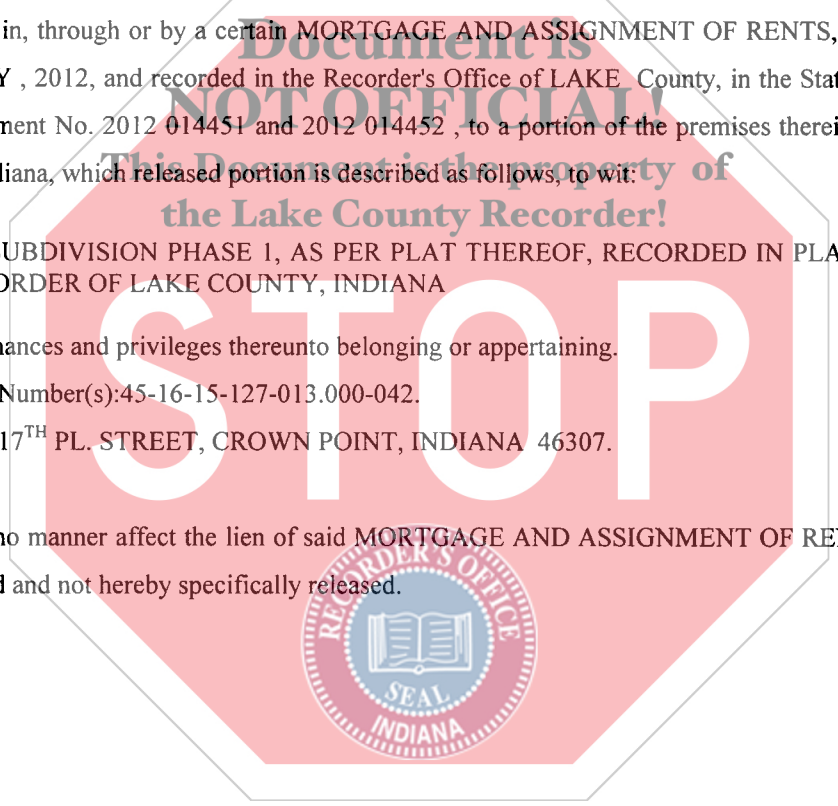 in, through or by a certain MORTGAGE AND ASSIGNMENT OF RENTS,
Document is
Y , 2012, and recorded in the Recorder's Office of LAKE County, in the Stat
NOT OFFICIAL!
nent No. 2012 014451 and 2012 014452 , to a portion of the premises therei
This Document is the property of
liana, which released portion is described as follows, to wit:
the Lake County Recorder!
UBDIVISION PHASE 1, AS PER PLAT THEREOF, RECORDED IN PLA
ORDER OF LAKE COUNTY, INDIANA
STOP
nances and privileges thereunto belonging or appertaining.
Number(s):45-16-15-127-013.000-042.
17TH PL. STREET, CROWN POINT, INDIANA 46307.
no manner affect the lien of said MORTGAGE AND ASSIGNMENT OF RE
d and not hereby specifically released.
RECORDER'S OFFICE
SEAL
INDIANA